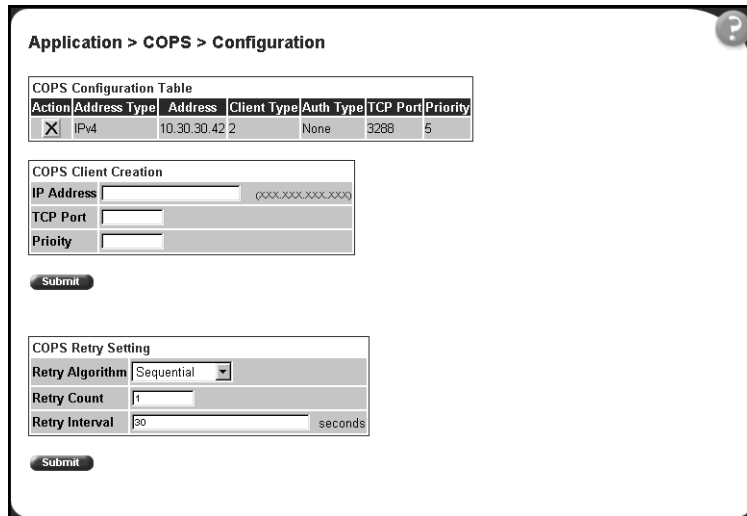 ?
Application > COPS > Configuration
COPS Configuration Table
Action Address Type Address Client Type Auth Type TCP Port Priority
X IPv4 10.30.30.42 2 None 3288 5
COPS Client Creation
IP Address (XXX.XXX.XXX.XXX)
TCP Port
Prioity
Submit
COPS Retry Setting
Retry Algorithm Sequential
Retry Count 1
Retry Interval 30 seconds
Submit